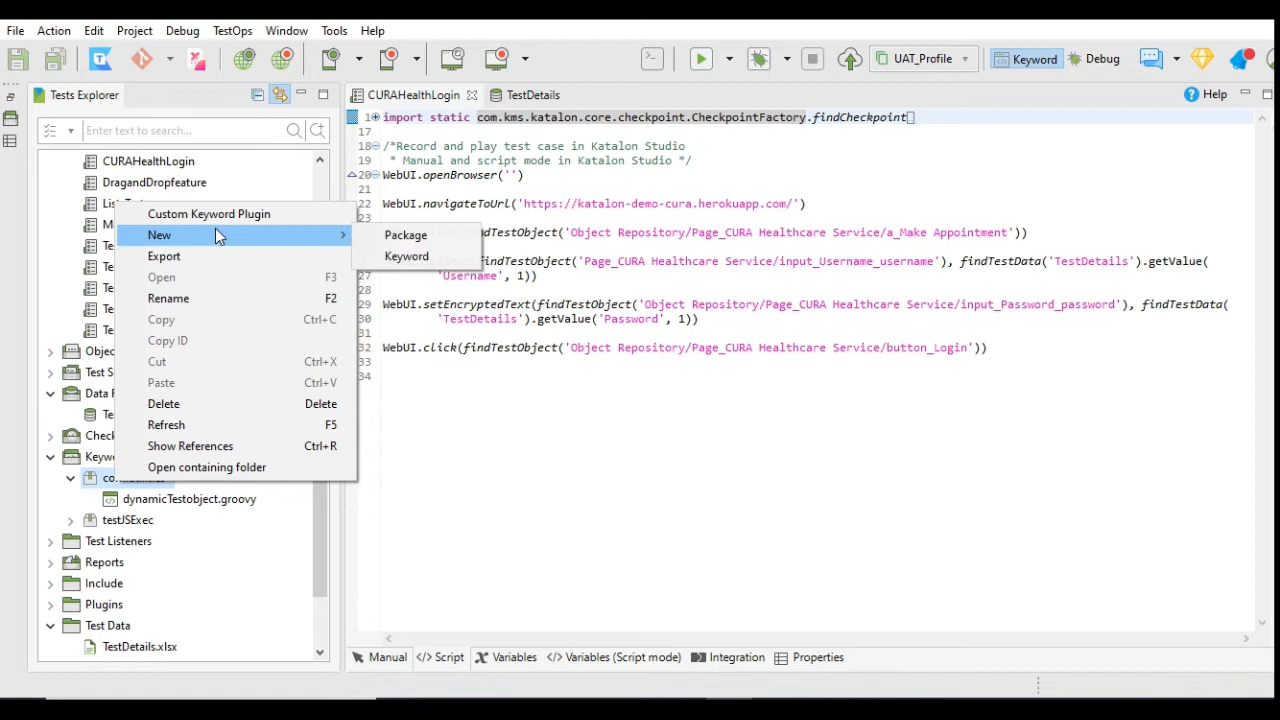 File Action Edit Project Debug TestOps Window Tools Help
UAT_Profile Keyword Debug
Tests Explorer
CURAHealthLogin TestDetails Help
Enter text to search...
CURAHealthLogin
DragandDropfeature
Custom Keyword Plugin
New
Export
Open F3
Rename F2
Copy Ctrl+C
Copy ID
Cut Ctrl+X
Paste Ctrl+V
Delete Delete
Refresh F5
Show References Ctrl+R
Open containing folder
Package
Keyword
Test S
Check
dynamicTestobject.groovy
testJSExec
Test Listeners
Reports
Include
Plugins
Test Data
TestDetails.xlsx
1 import static com.kms.katalon.core.checkpoint.CheckpointFactory.findCheckpoint
17
18 /*Record and play test case in Katalon Studio
19 * Manual and script mode in Katalon Studio */
20 WebUI.openBrowser('')
21
22 WebUI.navigateToUrl('https://katalon-demo-cura.herokuapp.com/')
23
ndTestObject('Object Repository/Page_CURA Healthcare Service/a_Make Appointment'))
findTestObject('Page_CURA Healthcare Service/input_Username_username'), findTestData('TestDetails').getValue(
'Username', 1))
29 WebUI.setEncryptedText(findTestObject('Object Repository/Page_CURA Healthcare Service/input_Password_password'), findTestData(
30 'TestDetails').getValue('Password', 1))
31
32 WebUI.click(findTestObject('Object Repository/Page_CURA Healthcare Service/button_Login'))
33
34
Manual Script Variables Variables (Script mode) Integration Properties